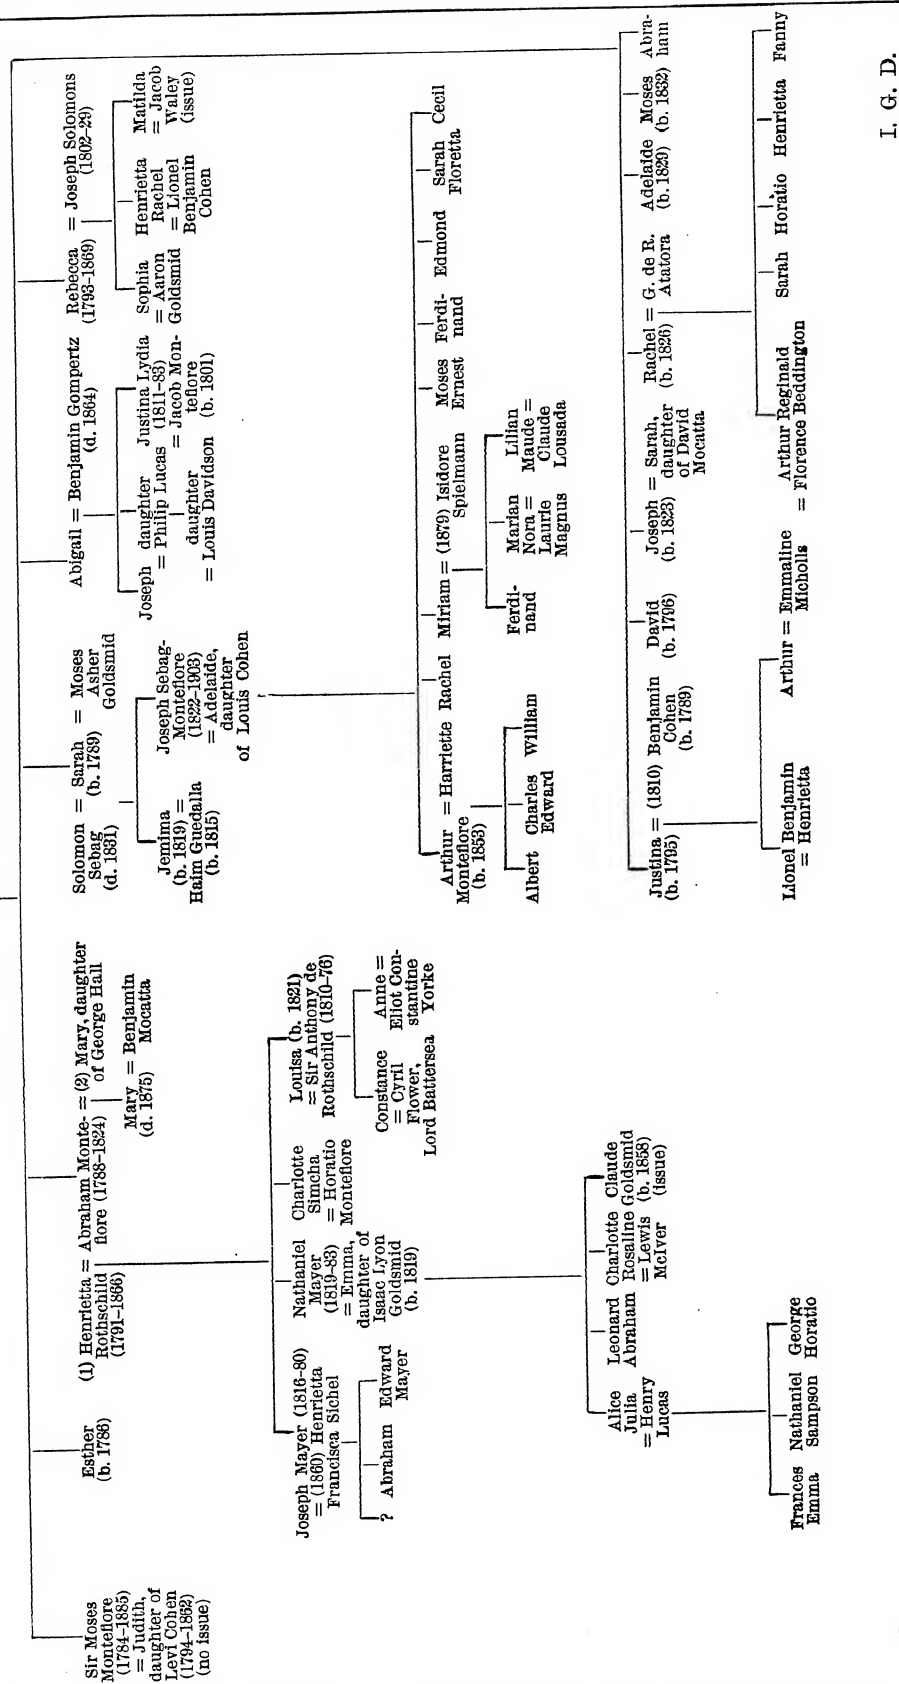 Sir Moses
Montefiore
(1784–1885)
= Judith,
daughter of
Levi Cohen
(1794–1862)
(no issue)
Esther
(b. 1786)
(1) Henrietta = Abraham Monte- = (2) Mary, daughter
Rothschild fiore (1788–1824) of George Hall
(1791–1866)
Mary = Benjamin
(d. 1875) Mocatta
Solomon = Sarah = Moses
Sebag (b. 1789) Asher
(d. 1831) Goldsmid
Abigail = Benjamin Gompertz
(d. 1864)
Rebecca = Joseph Solomons
(1793–1869) (1802–29)
Jemima
(b. 1819) =
Haim Guedalla
(b. 1815)
Joseph Sebag-
Montefiore
(1822–1903)
= Adelaide,
daughter
of Louis Cohen
Joseph
daughter
= Philip Lucas
daughter
= Louis Davidson
Justina Lydia
(1811–83)
= Jacob Mon-
tefiore
(b. 1801)
Sophia
= Aaron
Goldsmid
Henrietta
Rachel
= Lionel
Benjamin
Cohen
Matilda
= Jacob
Waley
(issue)
Joseph Mayer (1816–80)
= (1860) Henrietta
Francisca Sichel
Nathaniel
Mayer
(1819–83)
= Emma,
daughter of
Isaac Lyon
Goldsmid
(b. 1819)
Charlotte
Simcha
= Horatio
Montefiore
Louisa (b. 1821)
= Sir Anthony de
Rothschild (1810–76)
? Abraham Edward
Mayer
Constance
= Cyril
Flower,
Lord Battersea
Anne =
Eliot Con-
stantine
Yorke
Arthur = Harriette
Montefiore
(b. 1853)
Rachel
Miriam = (1879) Isidore
Spielmann
Moses
Ernest
Ferdi-
nand
Edmond
Sarah
Floretta
Cecil
Albert
Charles
Edward
William
Ferdi-
nand
Marian
Nora =
Laurie
Magnus
Lilian
Maude =
Claude
Lousada
Alice
Julia
= Henry
Lucas
Leonard
Abraham
Charlotte
Rosaline
= Lewis
McIver
Claude
Goldsmid
(b. 1858)
(issue)
Justina = (1810) Benjamin
(b. 1795) Cohen
(b. 1789)
David
(b. 1796)
Joseph = Sarah,
(b. 1823) daughter
of David
Mocatta
Rachel = G. de R.
(b. 1826) Atatora
Adelaide
(b. 1829)
Moses
(b. 1832)
Abra-
ham
Frances
Emma
Nathaniel
Sampson
George
Horatio
Lionel Benjamin
= Henrietta
Arthur = Emmaline
Micholls
Arthur Reginald
= Florence Beddington
Sarah
Horatio
Henrietta
Fanny
I. G. D.